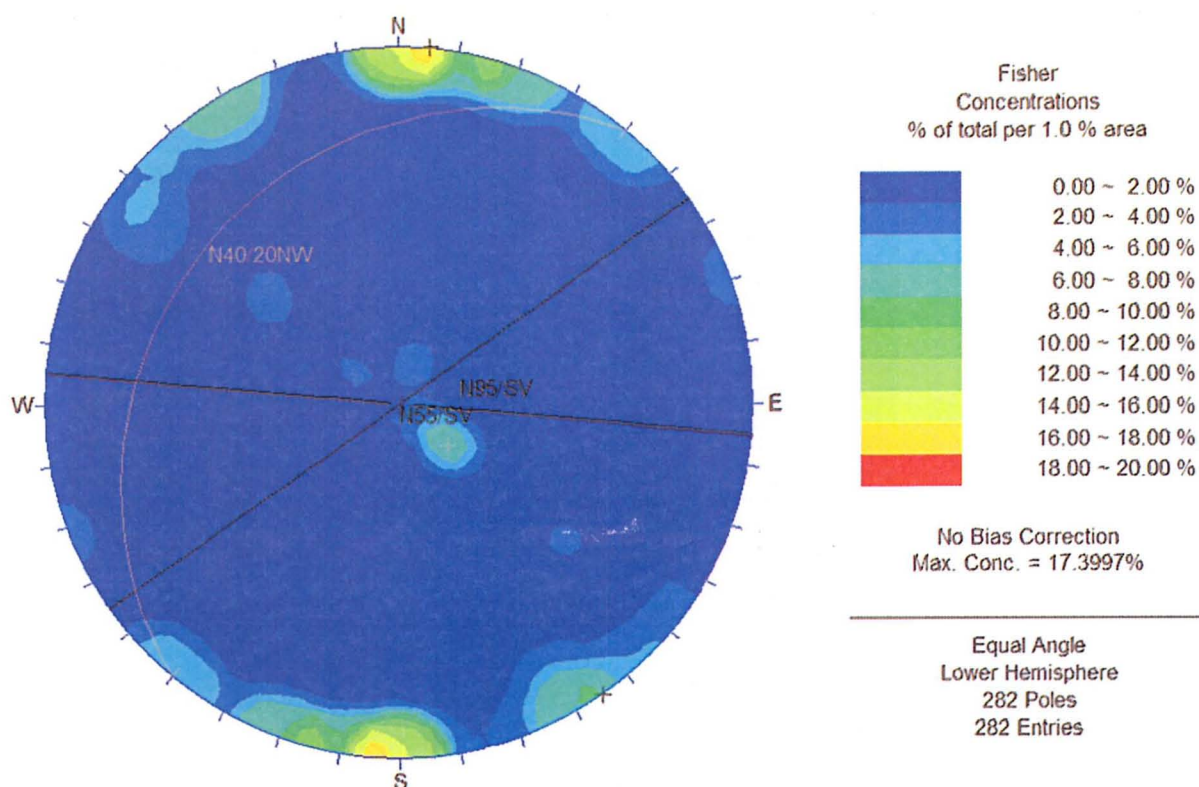 N
Fisher
Concentrations
% of total per 1.0 % area
0.00 ~ 2.00 %
2.00 ~ 4.00 %
4.00 ~ 6.00 %
6.00 ~ 8.00 %
8.00 ~ 10.00 %
10.00 ~ 12.00 %
12.00 ~ 14.00 %
14.00 ~ 16.00 %
16.00 ~ 18.00 %
18.00 ~ 20.00 %
N40/20NW
W
N95/SV
N55/SV
E
S
No Bias Correction
Max. Conc. = 17.3997%
Equal Angle
Lower Hemisphere
282 Poles
282 Entries